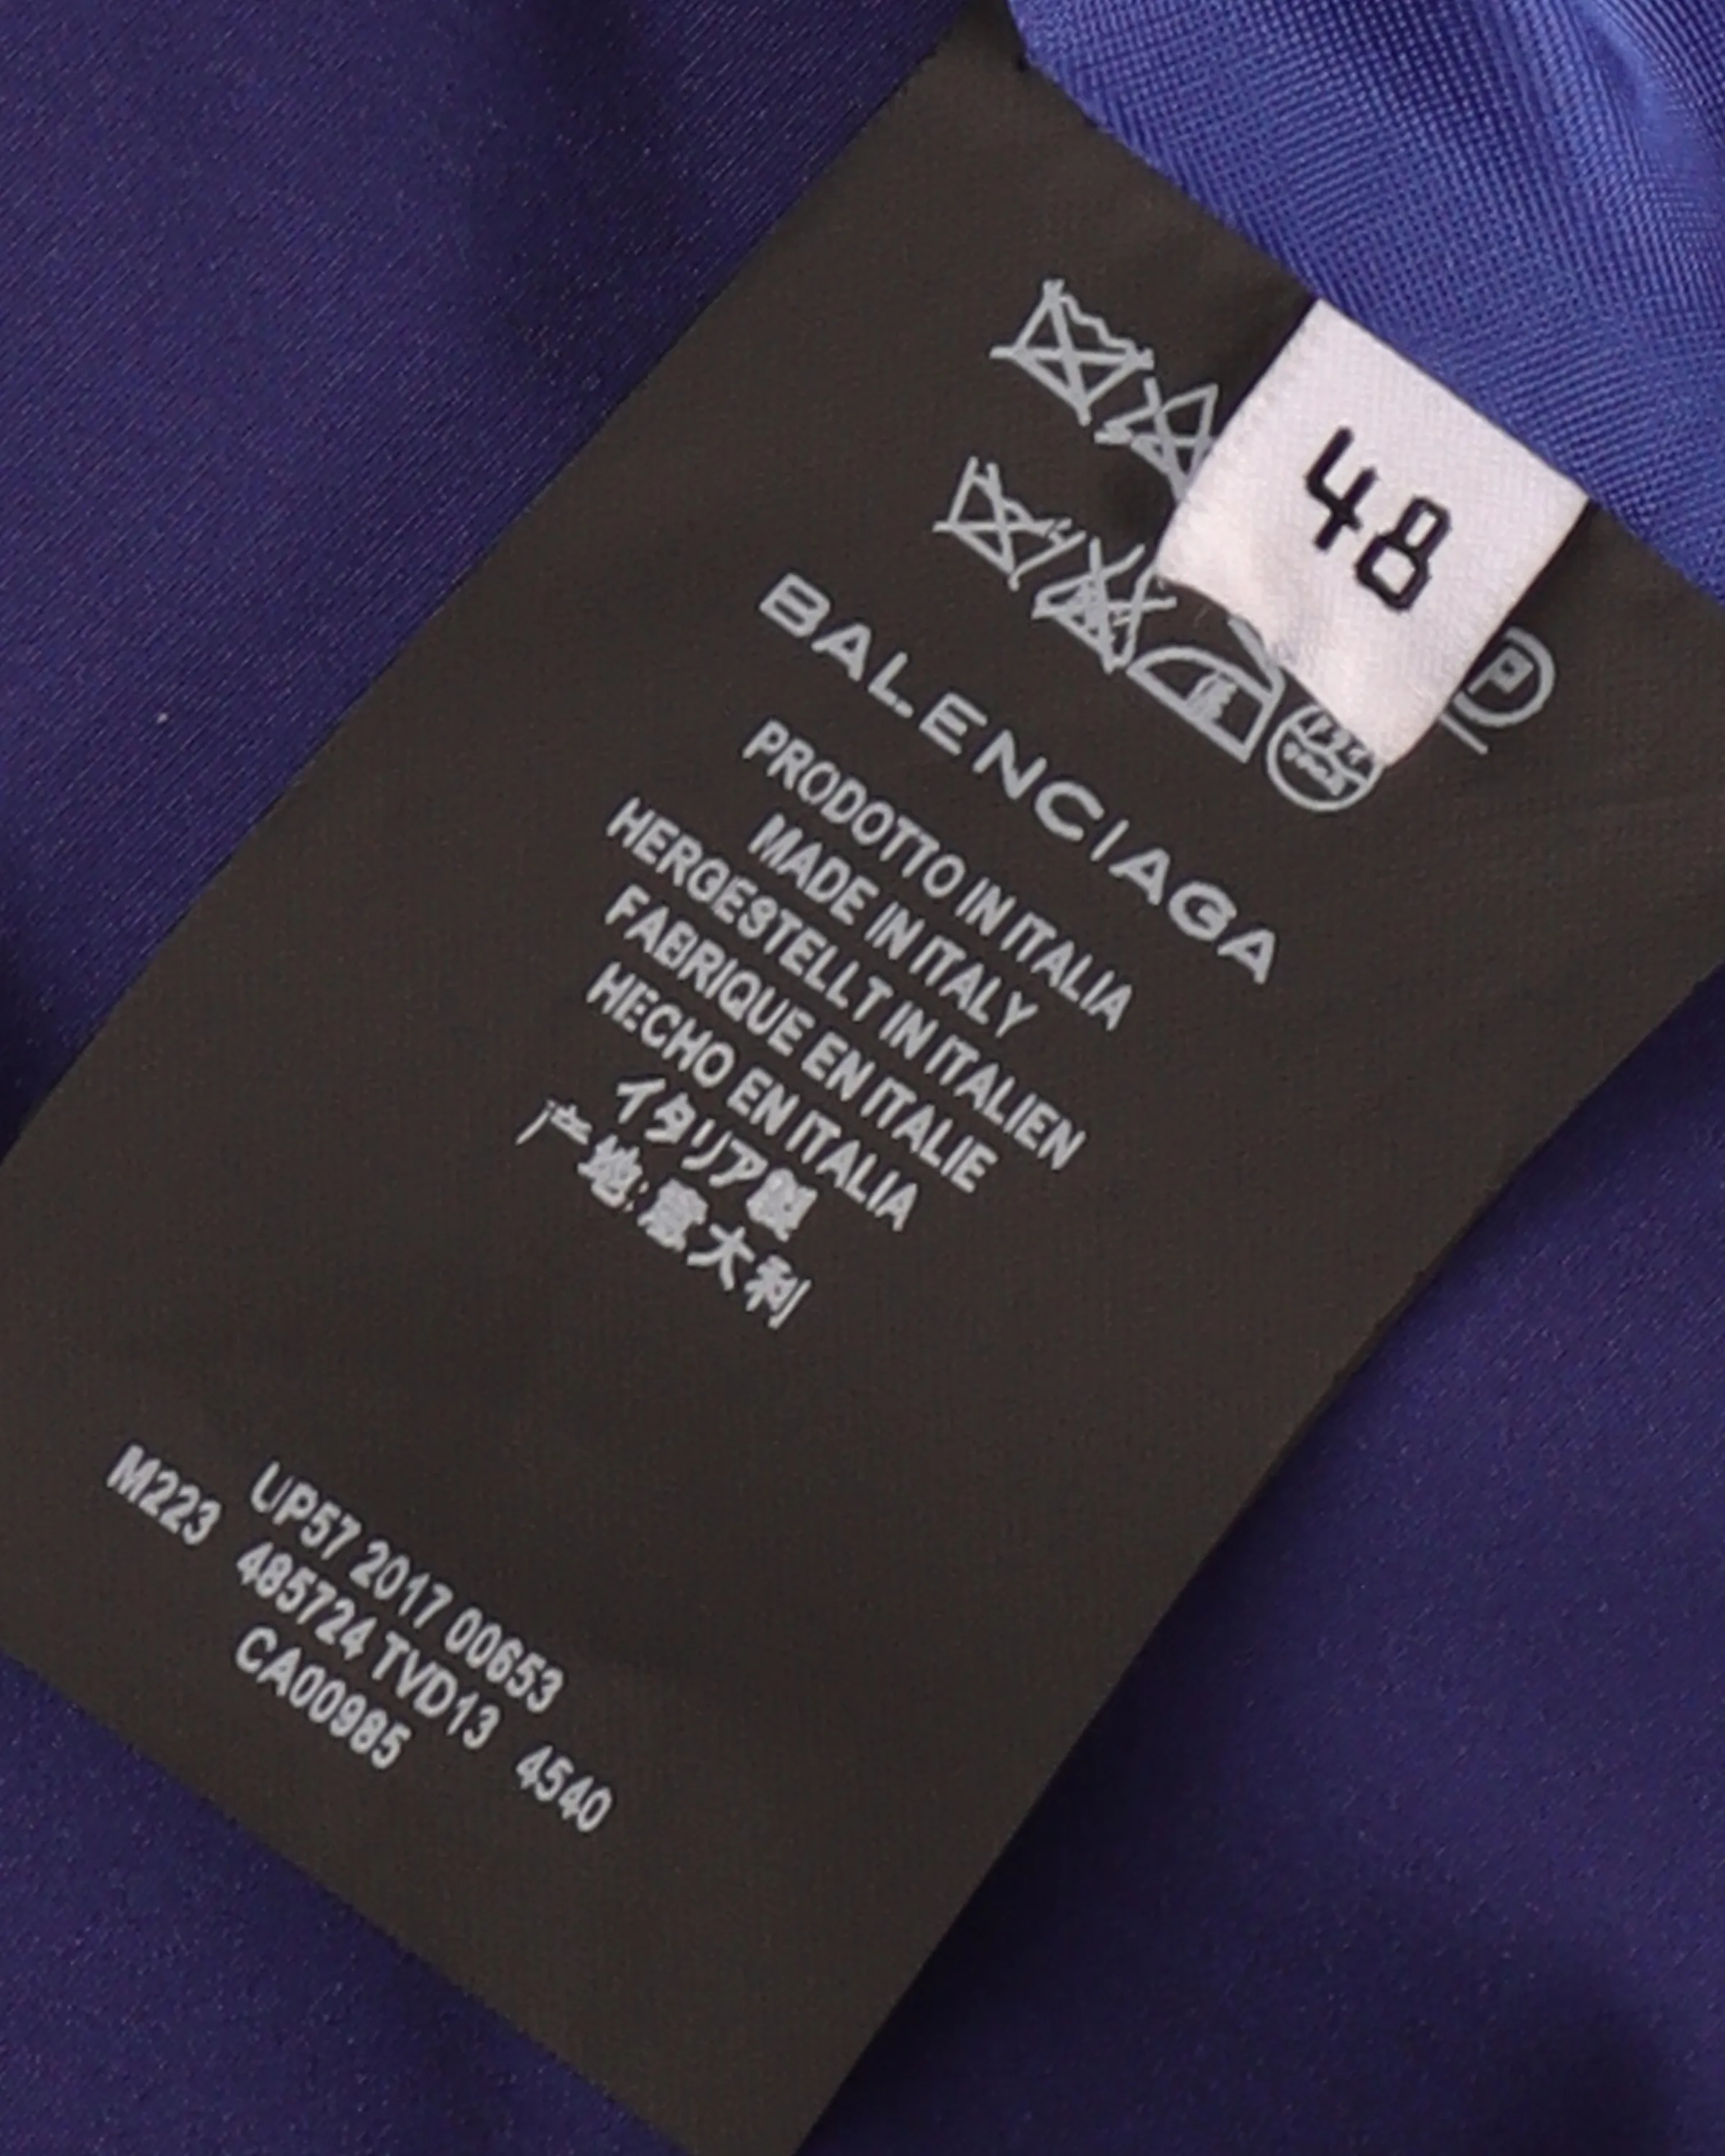 48
P
BALENCIAGA
PRODOTTO IN ITALIA
MADE IN ITALY
HERGESTELLT IN ITALIEN
FABRIQUE EN ITALIE
HECHO EN ITALIA
イタリア製
产地:意大利
UP57 2017 00653
M223 485724 TVD13 4540
CA00985